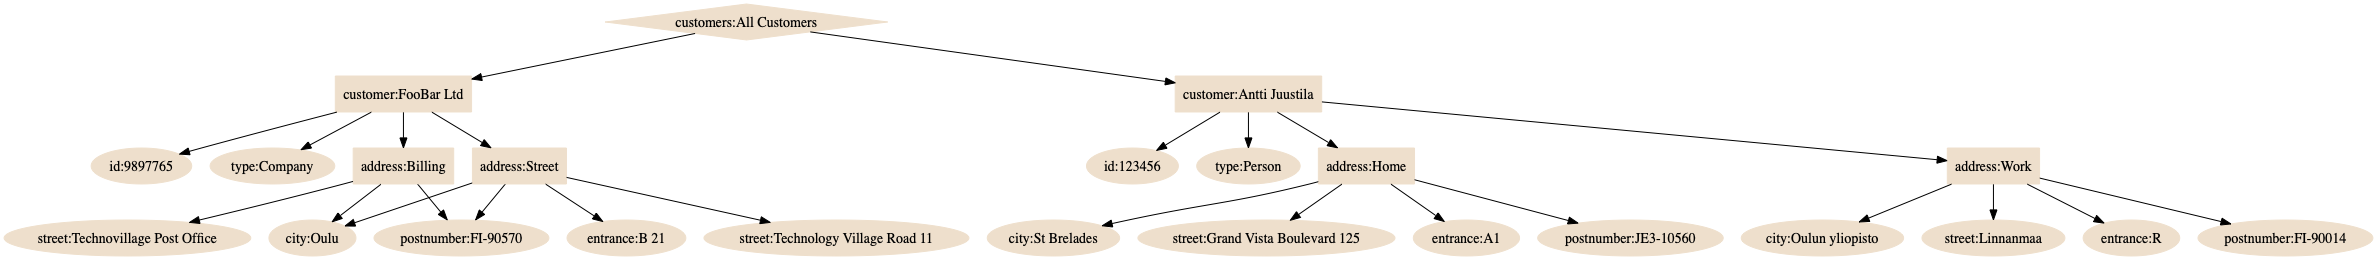 customers:All Customers
customer:FooBar Ltd
customer:Antti Juustila
id:9897765
type:Company
address:Billing
address:Street
id:123456
type:Person
address:Home
address:Work
street:Technovillage Post Office
city:Oulu
postnumber:FI-90570
entrance:B 21
street:Technology Village Road 11
city:St Brelades
street:Grand Vista Boulevard 125
entrance:A1
postnumber:JE3-10560
city:Oulun yliopisto
street:Linnanmaa
entrance:R
postnumber:FI-90014